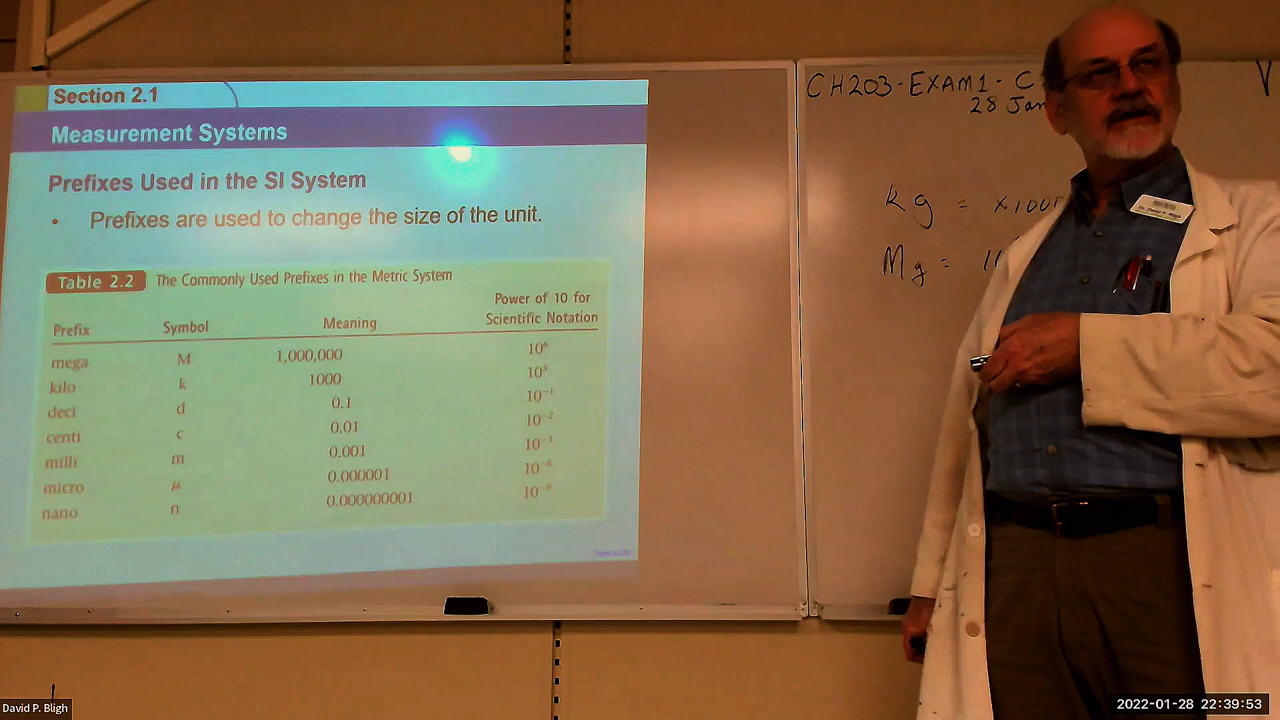 Section 2.1
Measurement Systems
Prefixes Used in the SI System
• Prefixes are used to change the size of the unit.
Table 2.2 The Commonly Used Prefixes in the Metric System
Prefix Symbol Meaning Power of 10 for Scientific Notation
mega M 1,000,000 10⁶
kilo k 1000 10³
deci d 0.1 10⁻¹
centi c 0.01 10⁻²
milli m 0.001 10⁻³
micro μ 0.000001 10⁻⁶
nano n 0.000000001 10⁻⁹
CH203-EXAM1- C
28 Jan
kg = x100
Mg =
David P. Bligh
2022-01-28 22:39:53